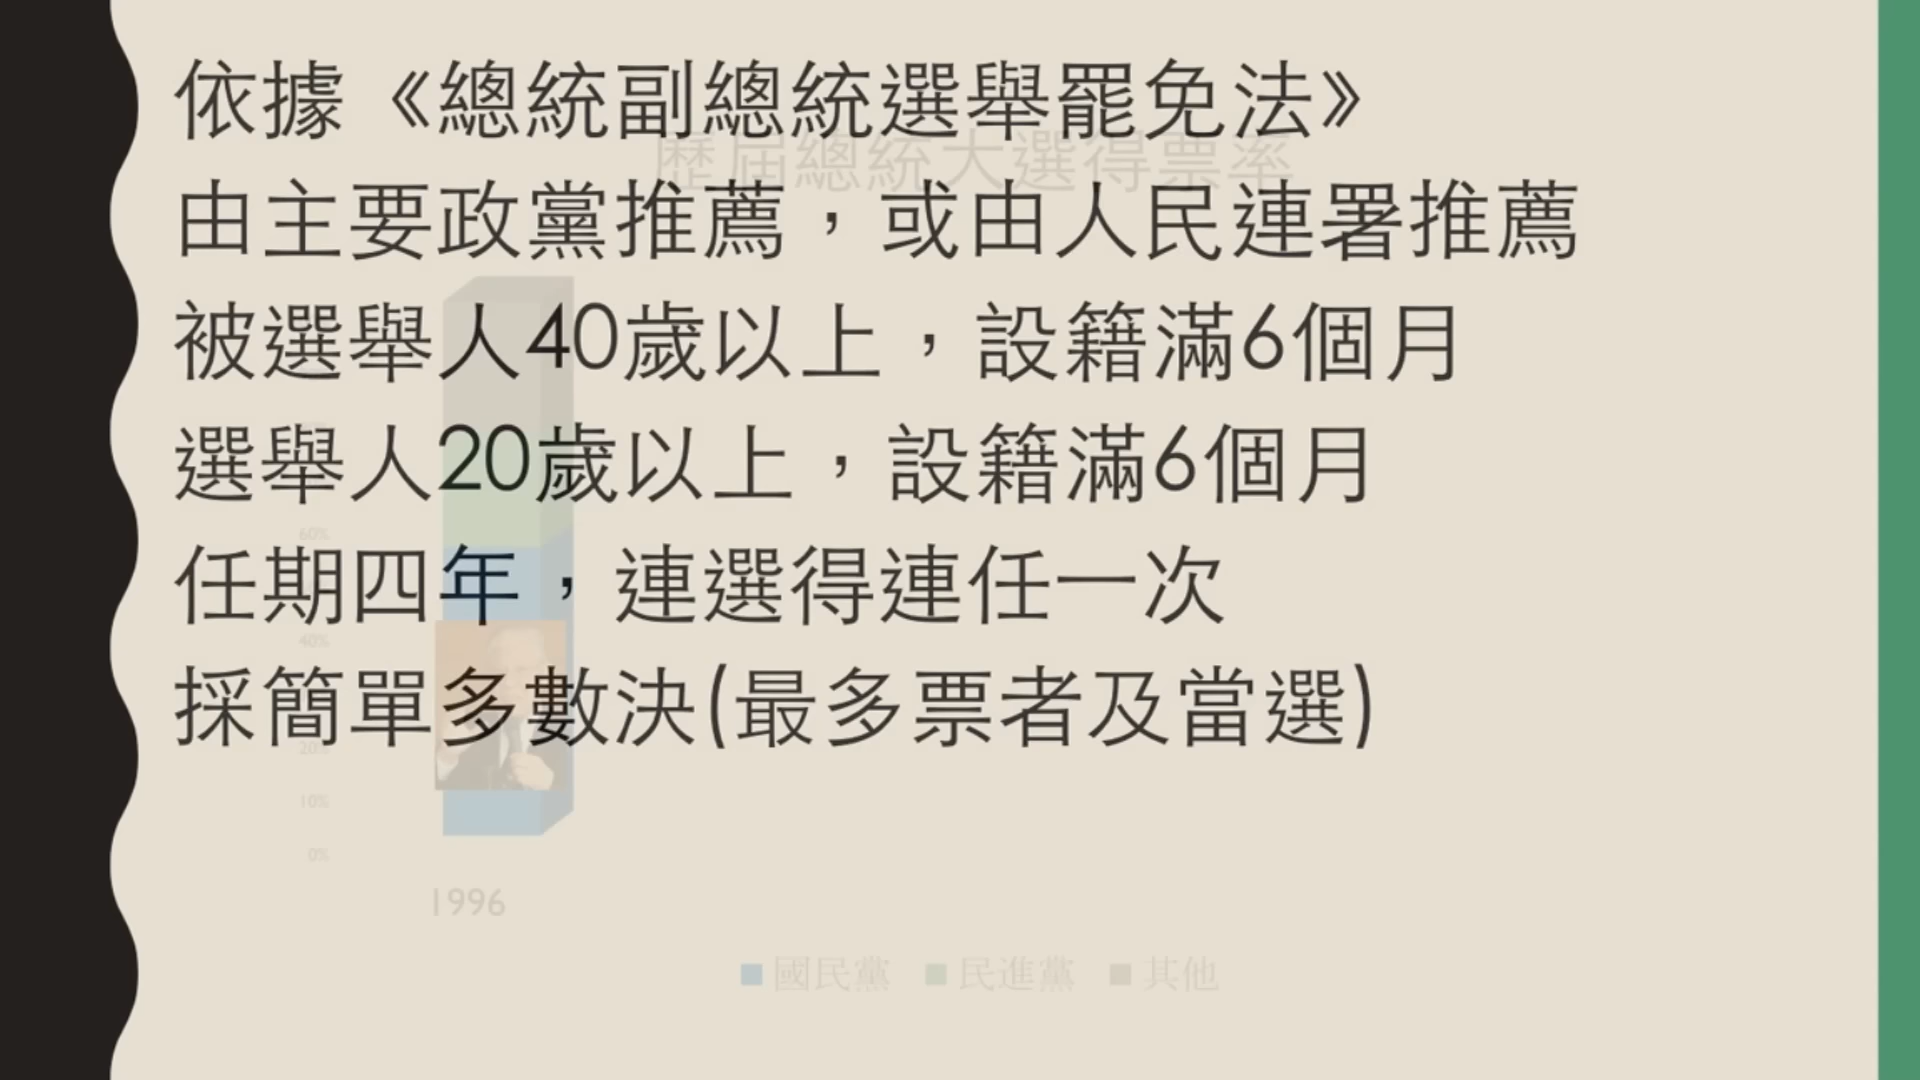 依據《總統副總統選舉罷免法》
歷屆總統大選得票率
由主要政黨推薦，或由人民連署推薦
被選舉人40歲以上，設籍滿6個月
選舉人20歲以上，設籍滿6個月
60%
任期四年，連選得連任一次
40%
採簡單多數決(最多票者及當選)
20%
10%
0%
1996
國民黨 民進黨 其他